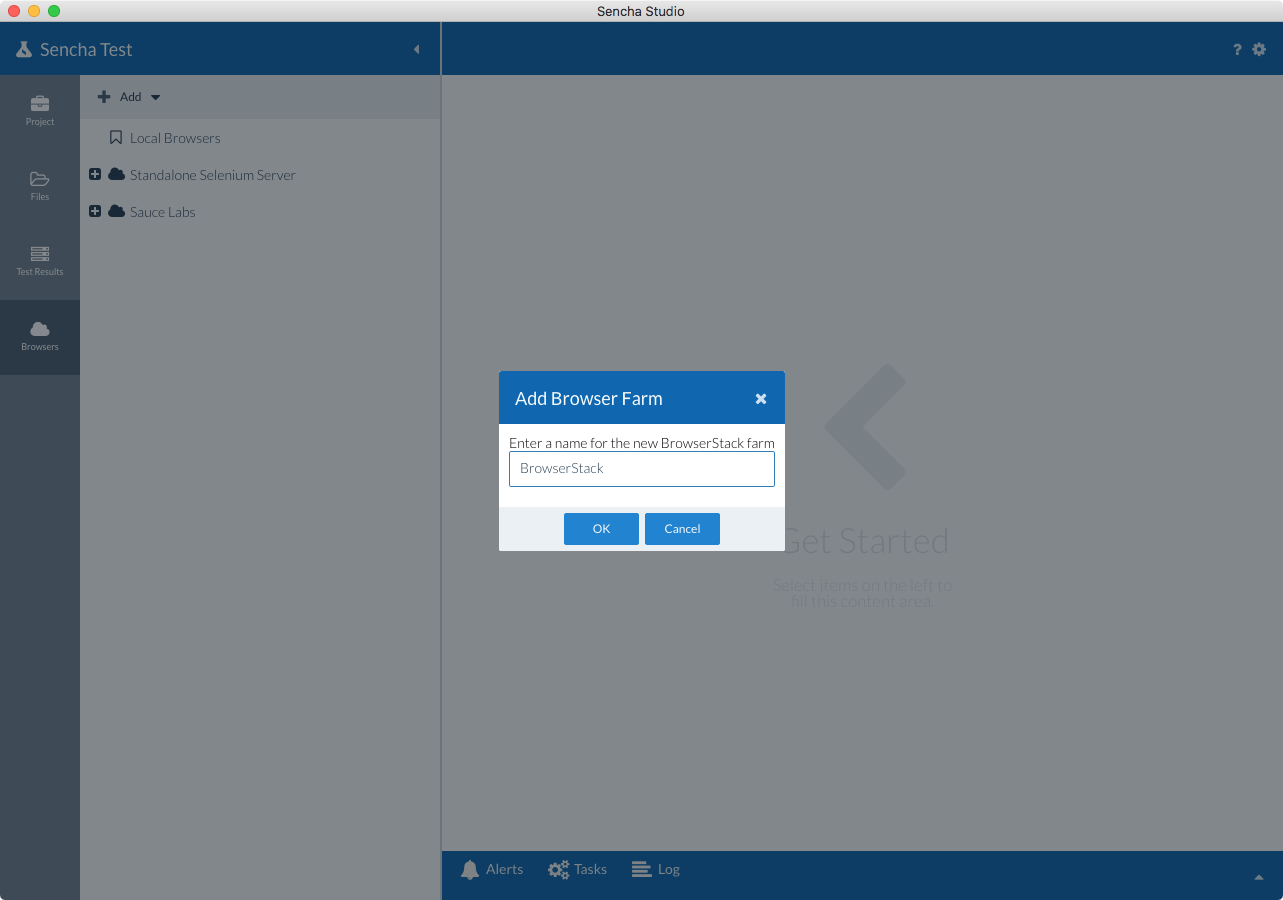 Sencha Studio
Sencha Test
?
Project
Files
Test Results
Browsers
Add
Local Browsers
Standalone Selenium Server
Sauce Labs
Add Browser Farm
Enter a name for the new BrowserStack farm
BrowserStack
OK
Cancel
Get Started
Select items on the left to
fill this content area.
Alerts
Tasks
Log